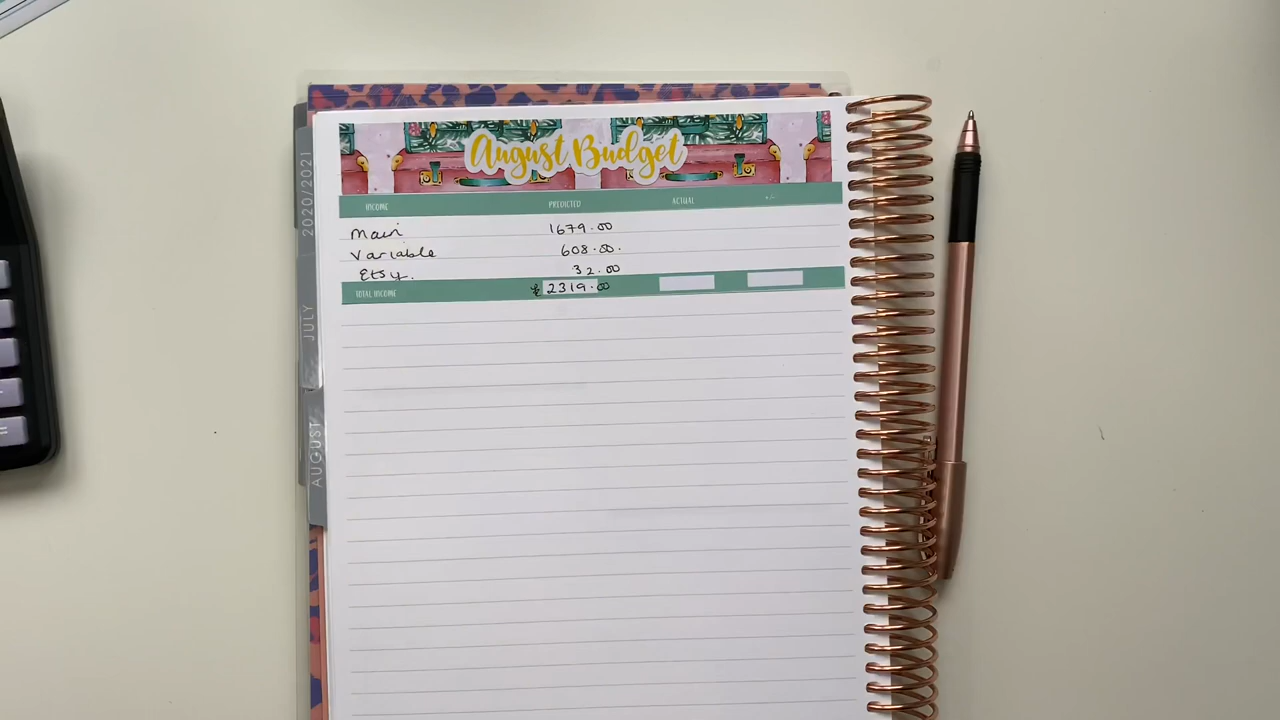 August Budget
INCOME PREDICTED ACTUAL +/-
Main 1679.00
Variable 608.00.
Etsy. 32.00
TOTAL INCOME £2319.00
2020/2021
JULY
AUGUST
=